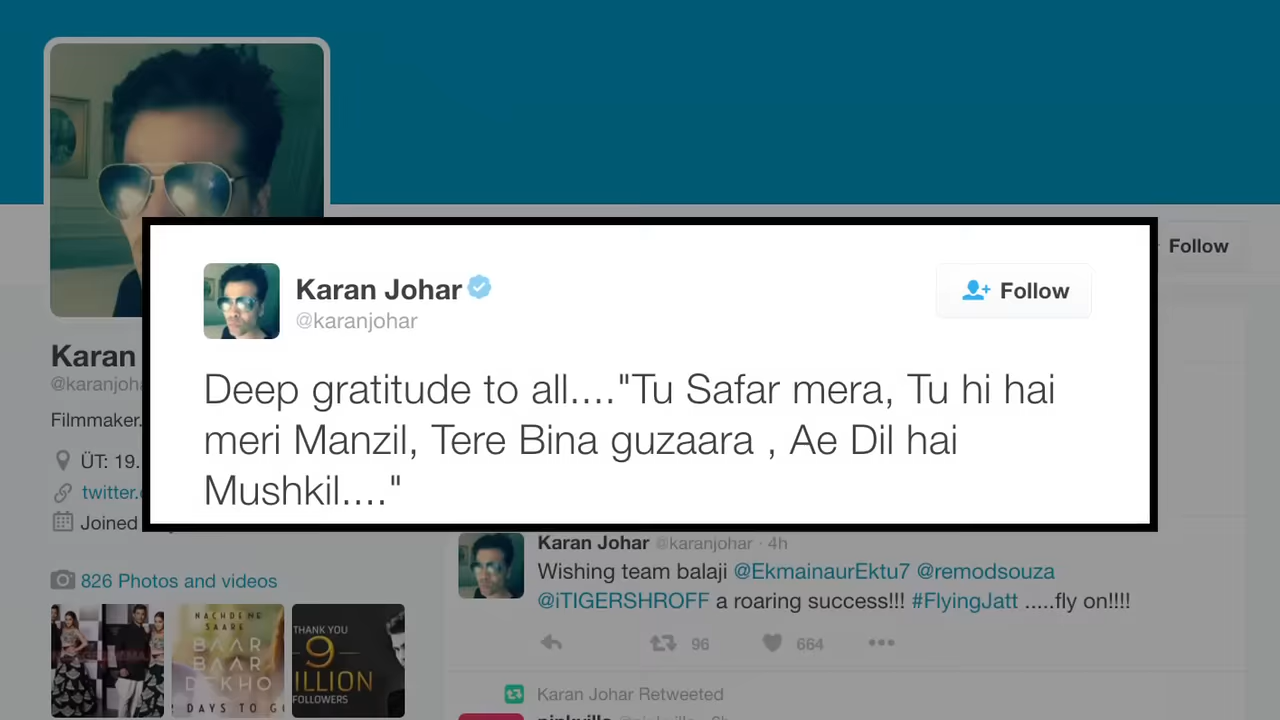 Follow
Karan Johar
@karanjohar
Follow
Deep gratitude to all...."Tu Safar mera, Tu hi hai
meri Manzil, Tere Bina guzaara , Ae Dil hai
Mushkil...."
Karan
@karanjoha
Filmmaker.
ÜT: 19.
twitter.
Joined
826 Photos and videos
NACHDENE
SAARE
BAAR
BAAR
DEKHO
DAYS TO G
THANK YOU
9
ILLION
FOLLOWERS
Karan Johar @karanjohar · 4h
Wishing team balaji @EkmainaurEktu7 @remodsouza
@iTIGERSHROFF a roaring success!!! #FlyingJatt .....fly on!!!!
96 664
Karan Johar Retweeted